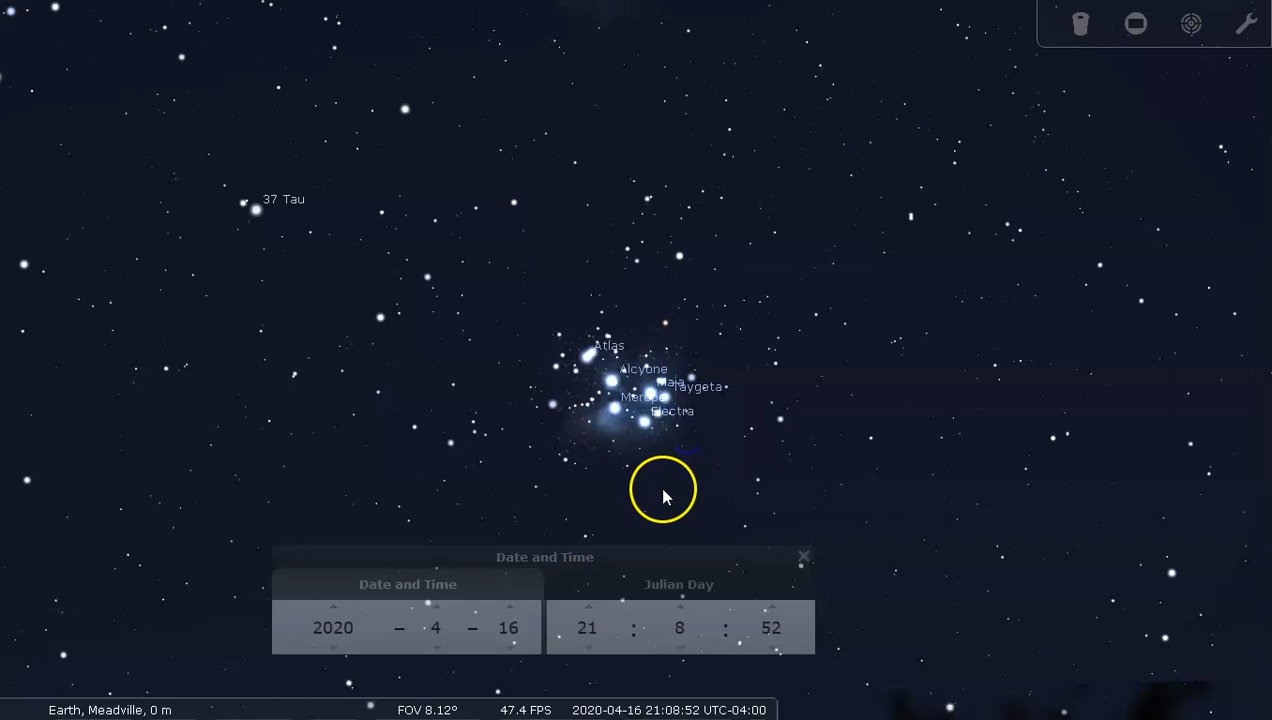 37 Tau
Atlas
Alcyone
Maia
Taygeta
Merope
Electra
Date and Time
Date and Time
Julian Day
2020 – 4 – 16
21 : 8 : 52
Earth, Meadville, 0 m
FOV 8.12°
47.4 FPS
2020-04-16 21:08:52 UTC-04:00